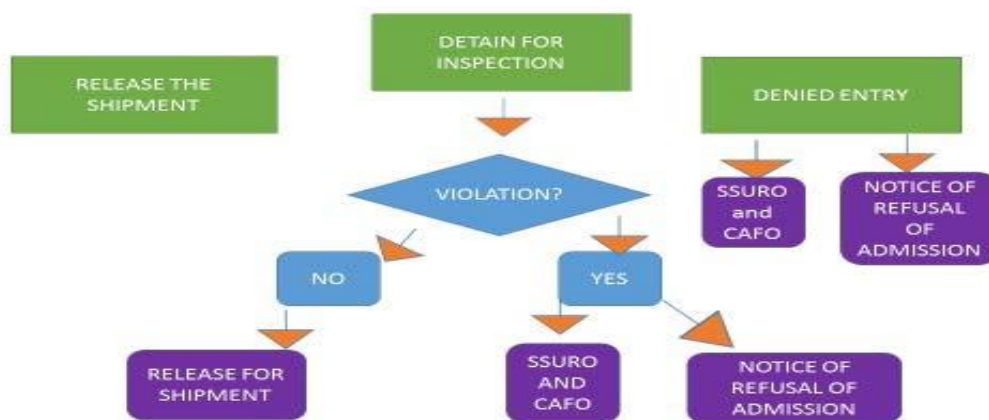 DETAIN FOR
INSPECTION
RELEASE THE
SHIPMENT
DENIED ENTRY
VIOLATION?
SSURO
and
CAFO
NOTICE OF
REFUSAL
OF
ADMISSION
NO
YES
RELEASE FOR
SHIPMENT
SSURO
AND
CAFO
NOTICE OF
REFUSAL OF
ADMISSION